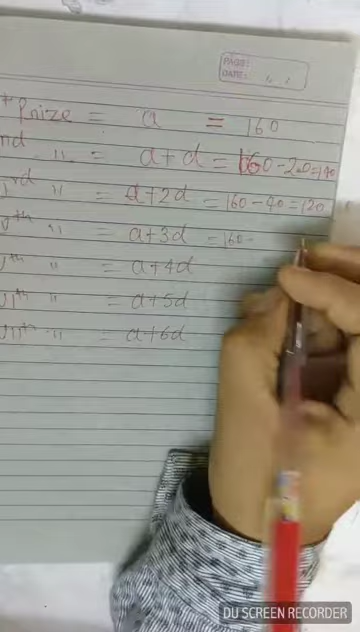 PAGE:
DATE:
Prize = a = 160
nd " = a+d = 160-20=140
rd " = a+2d = 160-40=120
th " = a+3d = 160-
th " = a+4d
th " = a+5d
th " = a+6d
DU SCREEN RECORDER